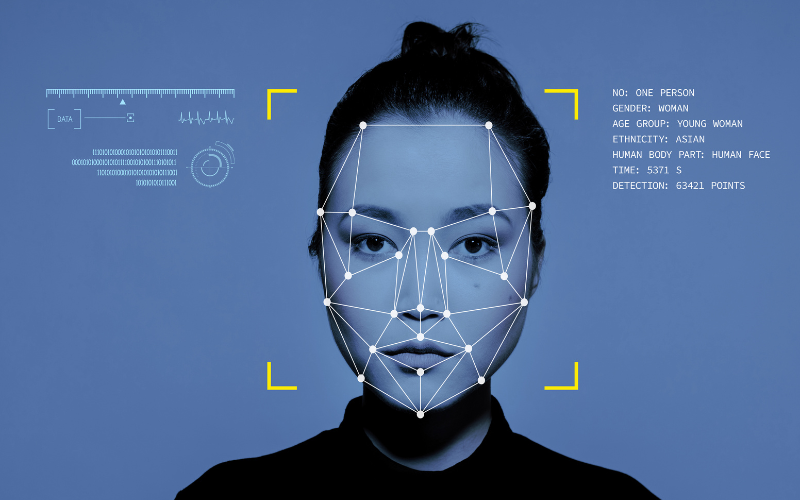 DATA
NO: ONE PERSON
GENDER: WOMAN
AGE GROUP: YOUNG WOMAN
ETHNICITY: ASIAN
HUMAN BODY PART: HUMAN FACE
TIME: 5371 S
DETECTION: 63421 POINTS